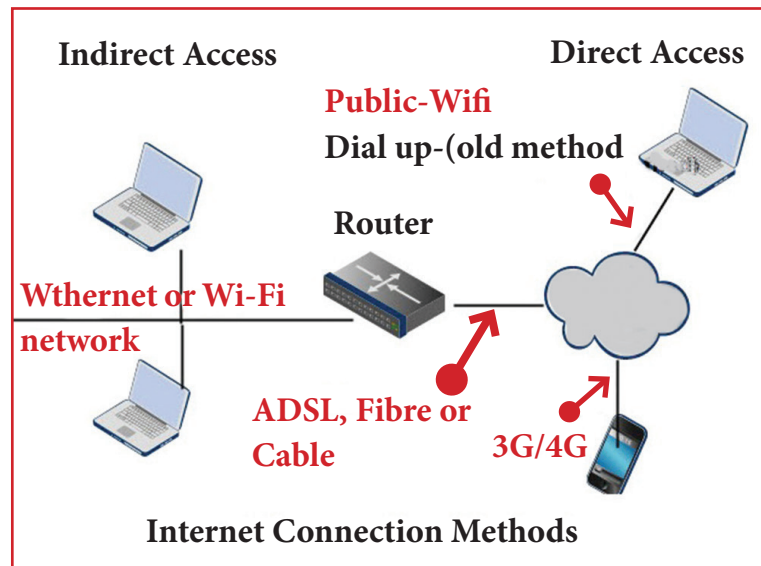 Indirect Access
Direct Access
Public-Wifi
Dial up-(old method
Router
Wthernet or Wi-Fi
network
ADSL, Fibre or
Cable
3G/4G
Internet Connection Methods